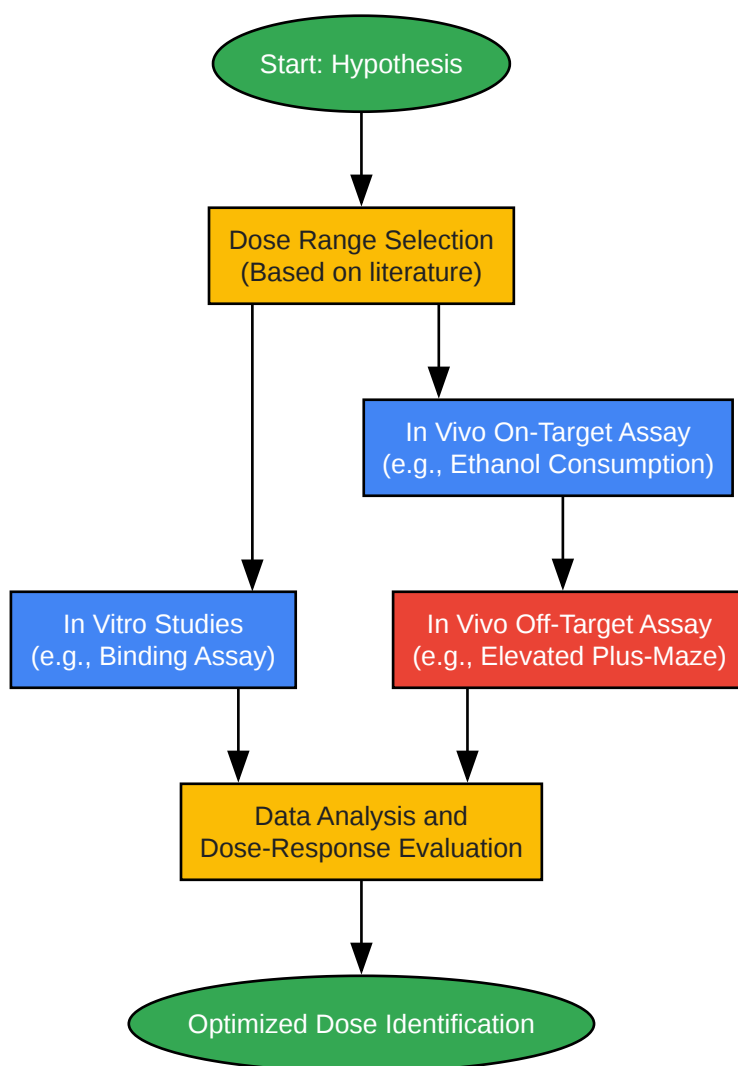 Start: Hypothesis
Dose Range Selection
(Based on literature)
In Vivo On-Target Assay
(e.g., Ethanol Consumption)
In Vitro Studies
(e.g., Binding Assay)
In Vivo Off-Target Assay
(e.g., Elevated Plus-Maze)
Data Analysis and
Dose-Response Evaluation
Optimized Dose Identification